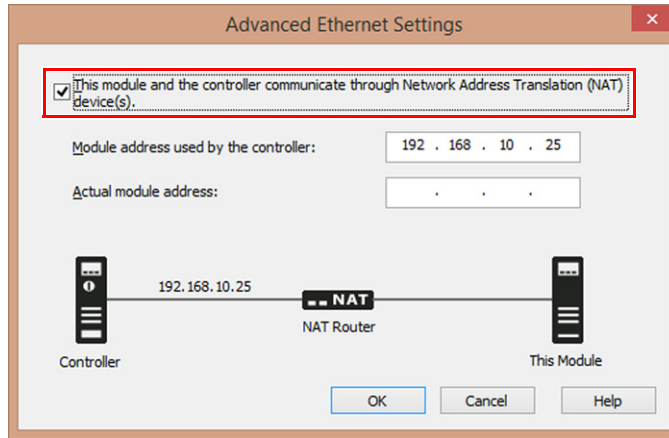 Advanced Ethernet Settings
This module and the controller communicate through Network Address Translation (NAT)
device(s).
Module address used by the controller: 192 . 168 . 10 . 25
Actual module address: . . .
192.168.10.25
NAT
NAT Router
Controller
This Module
OK Cancel Help